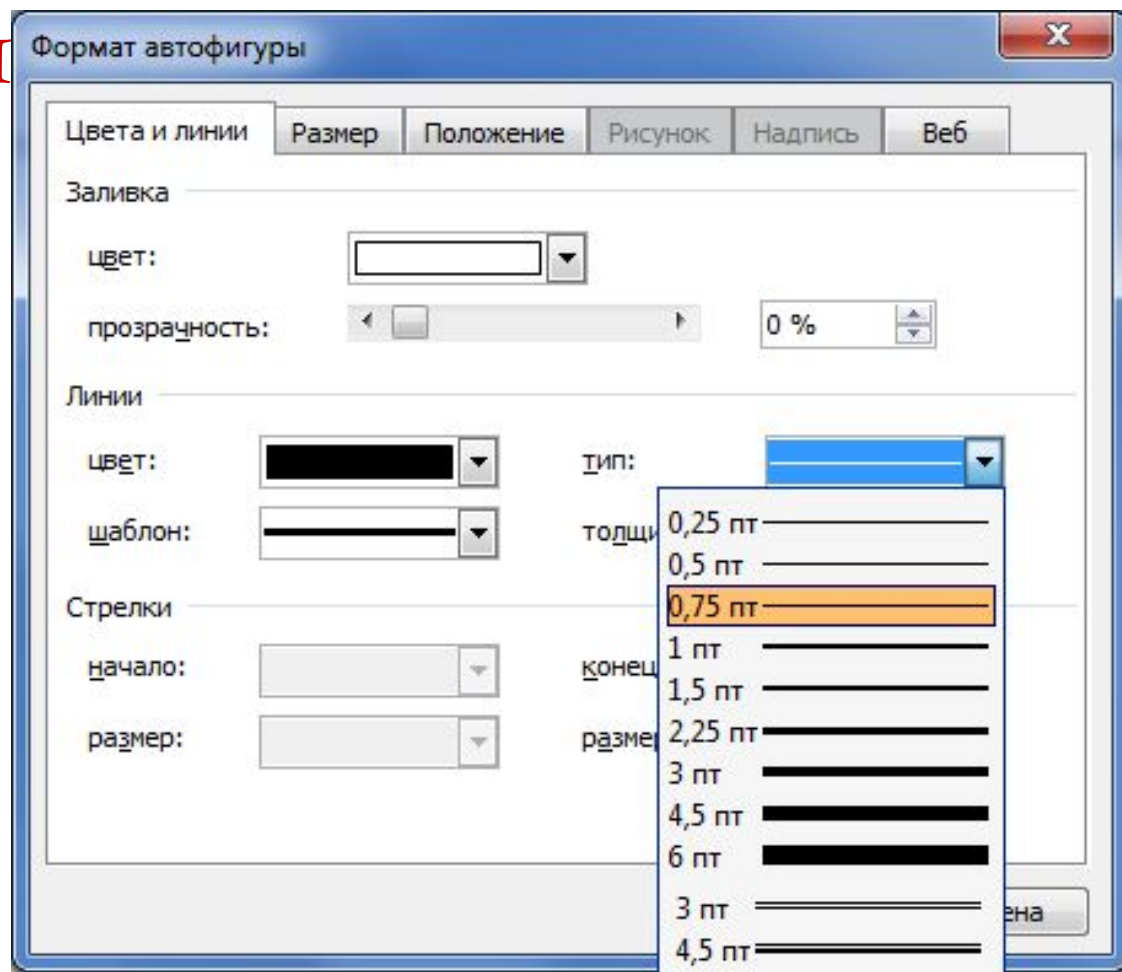 Формат автофигуры
Цвета и линии Размер Положение Рисунок Надпись Веб
Заливка
цвет:
прозрачность: 0 %
Линии
цвет: тип:
шаблон: толщи
0,25 пт
0,5 пт
0,75 пт
Стрелки
1 пт
начало: конец
1,5 пт
размер: размер
2,25 пт
3 пт
4,5 пт
6 пт
3 пт
ена
4,5 пт